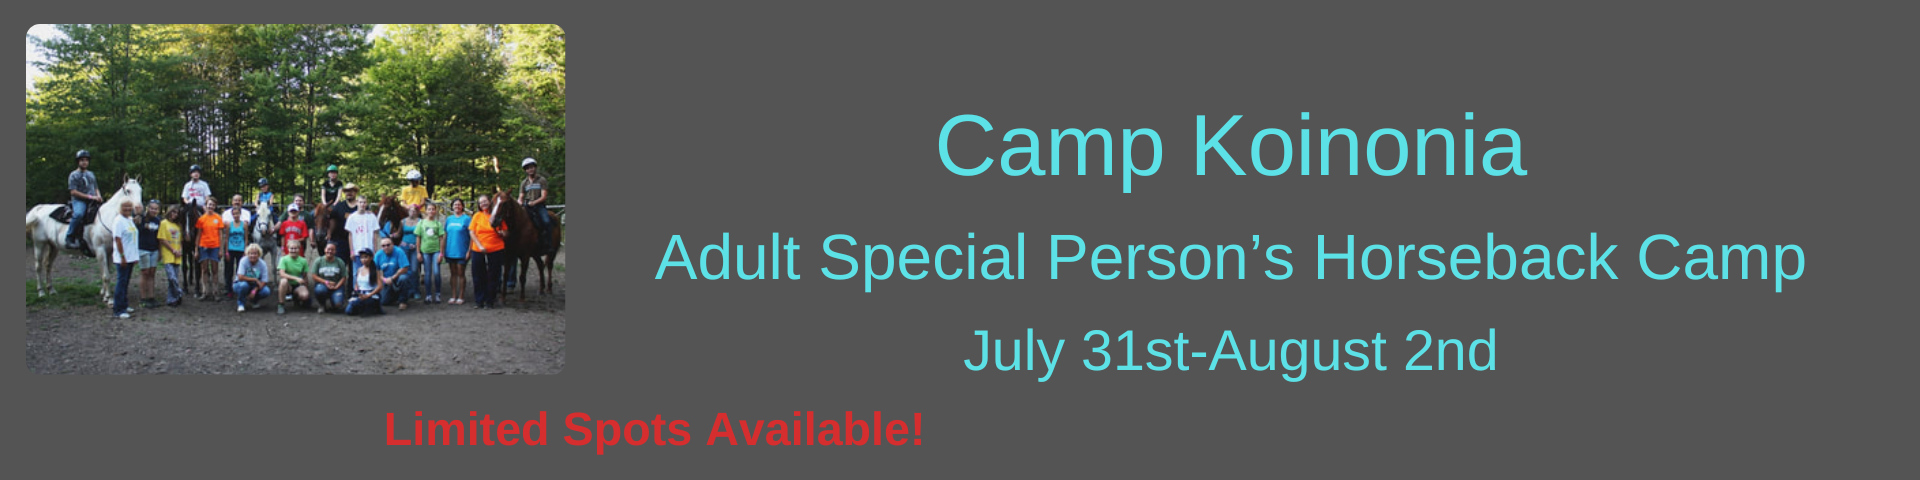 Camp Koinonia
Adult Special Person’s Horseback Camp
July 31st-August 2nd
Limited Spots Available!